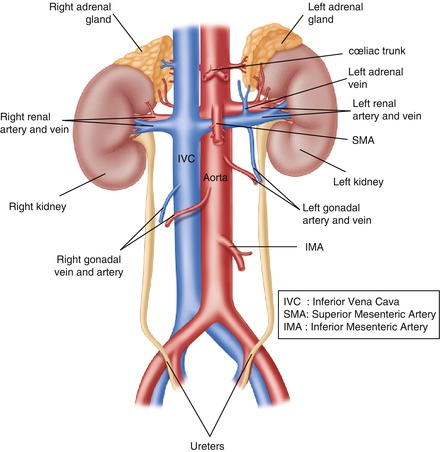 Right adrenal
gland
Left adrenal
gland
cœliac trunk
Left adrenal
vein
Right renal
artery and vein
Left renal
artery and vein
SMA
IVC
Aorta
Left kidney
Right kidney
Left gonadal
artery and vein
Right gonadal
vein and artery
IMA
IVC : Inferior Vena Cava
SMA: Superior Mesenteric Artery
IMA : Inferior Mesenteric Artery
Ureters